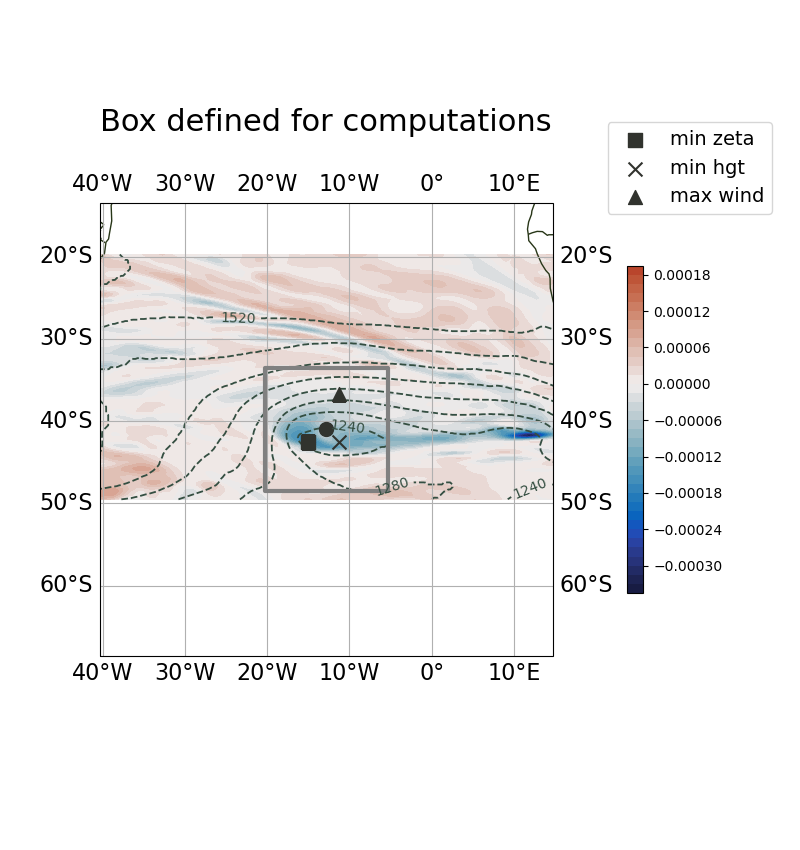 Box defined for computations
min zeta
min hgt
max wind
40°W 30°W 20°W 10°W 0° 10°E
20°S 20°S
30°S 30°S
40°S 40°S
50°S 50°S
60°S 60°S
1520
1240
1280
1240
40°W 30°W 20°W 10°W 0° 10°E
0.00018
0.00012
0.00006
0.00000
−0.00006
−0.00012
−0.00018
−0.00024
−0.00030